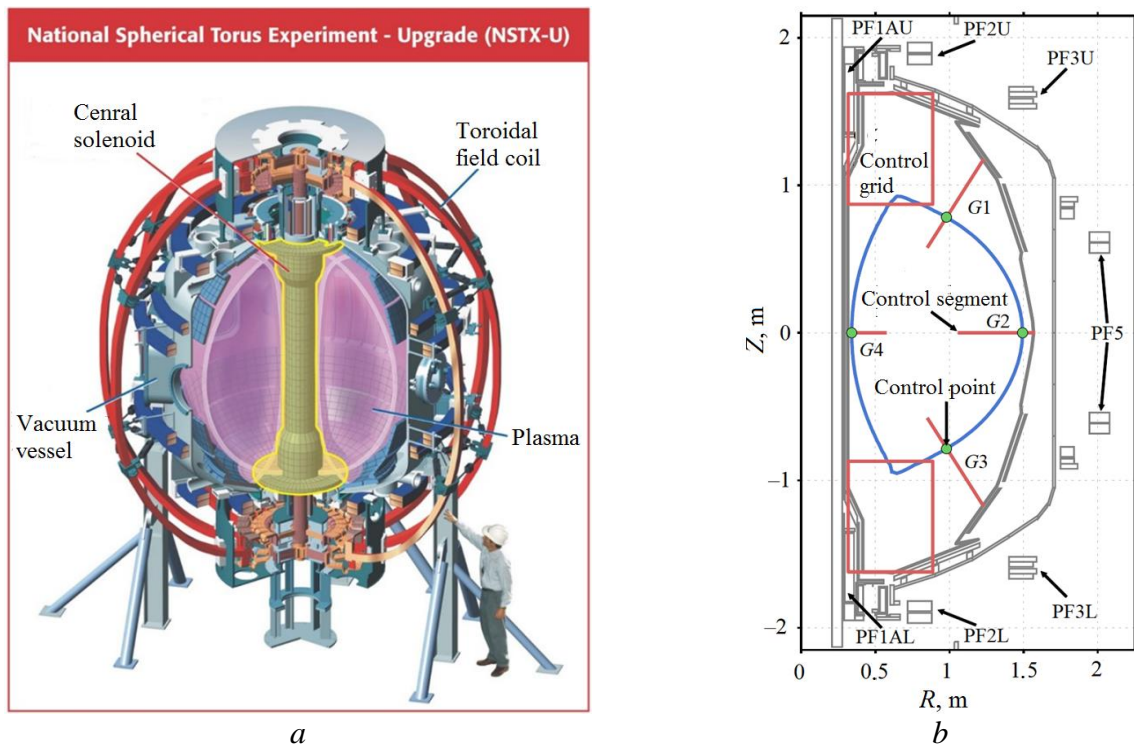 National Spherical Torus Experiment - Upgrade (NSTX-U)
Cenral
solenoid
Toroidal
field coil
Vacuum
vessel
Plasma
a
2
1
0
−1
−2
Z, m
PF1AU
PF2U
PF3U
Control
grid
G1
Control segment
G2
PF5
G4
Control point
G3
PF3L
PF1AL
PF2L
0
0.5
1
1.5
2
R, m
b